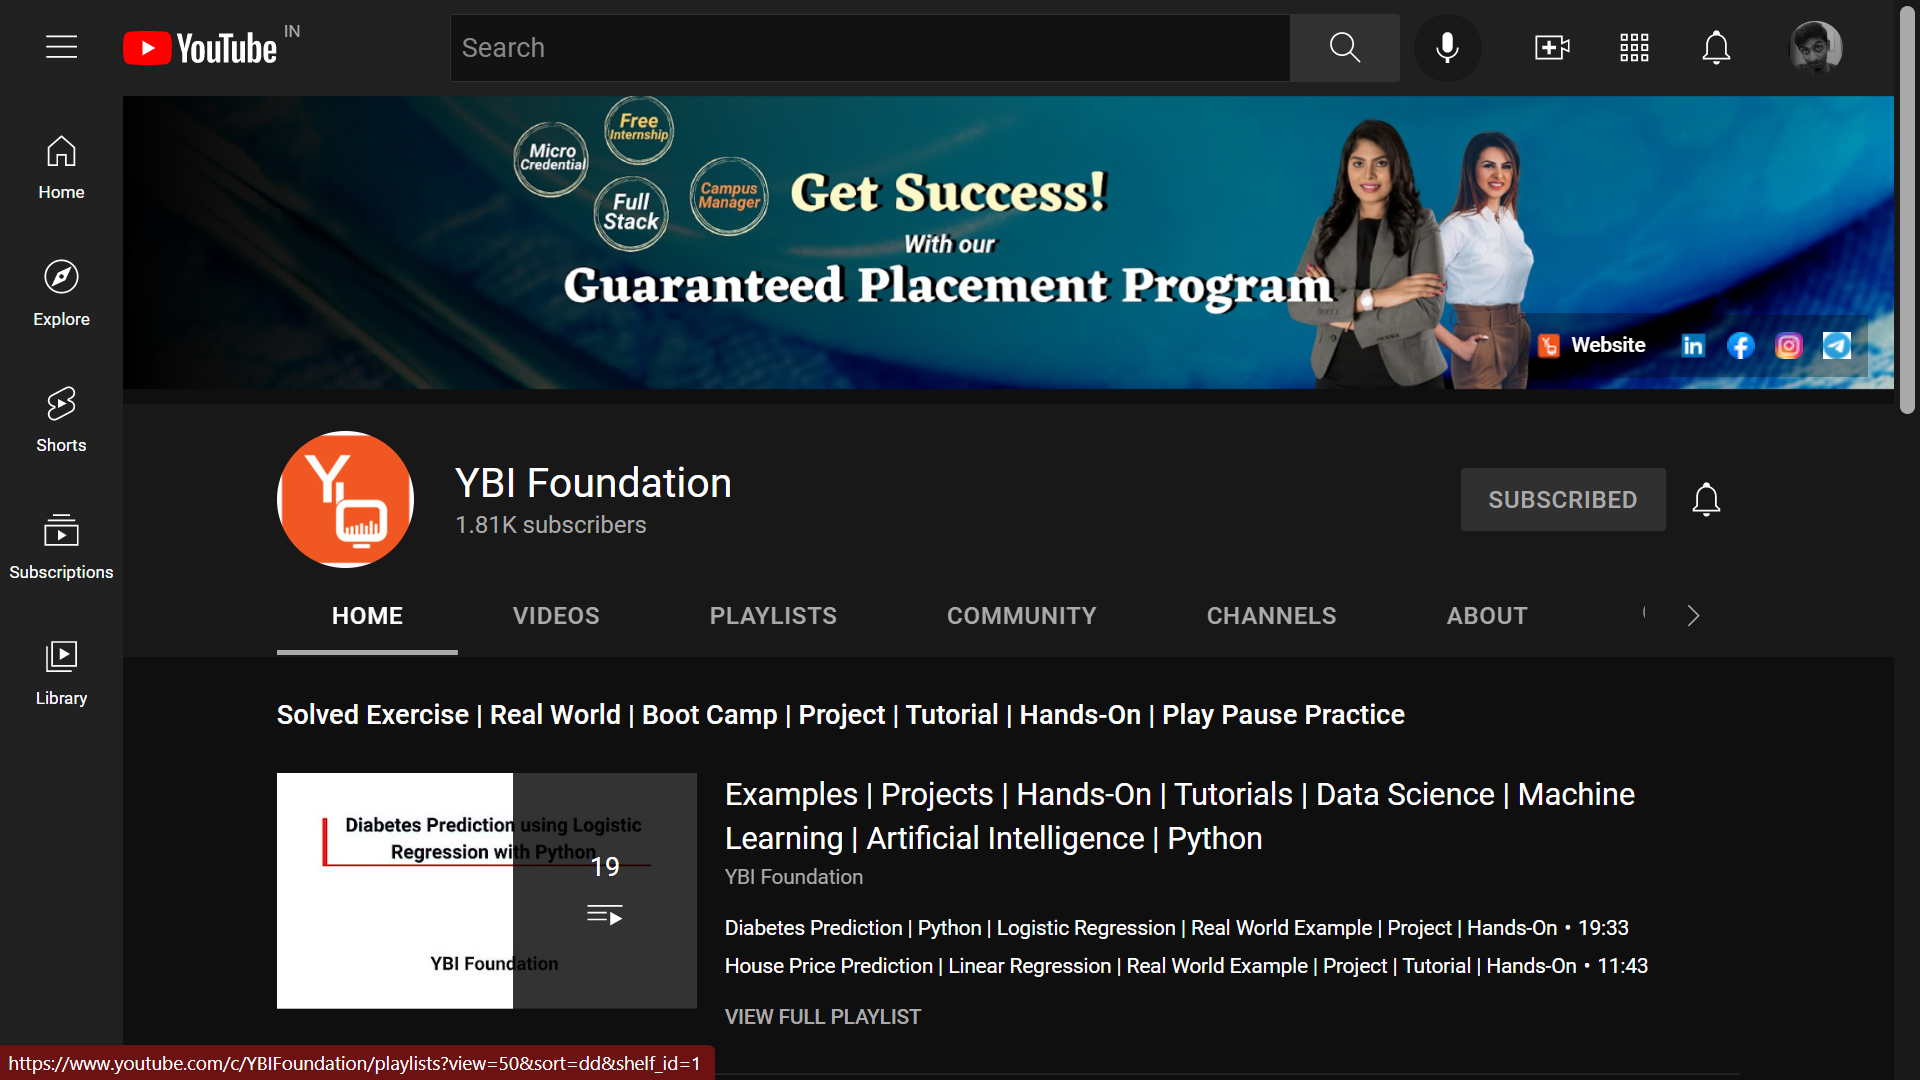 YouTube IN
Search
Home
Explore
Shorts
Subscriptions
Library
Free
Internship
Micro
Credential
Full
Stack
Campus
Manager
Get Success!
With our
Guaranteed Placement Program
Website
YBI Foundation
1.81K subscribers
SUBSCRIBED
HOME VIDEOS PLAYLISTS COMMUNITY CHANNELS ABOUT
Solved Exercise | Real World | Boot Camp | Project | Tutorial | Hands-On | Play Pause Practice
Diabetes Prediction using Logistic
Regression with Python
19
YBI Foundation
Examples | Projects | Hands-On | Tutorials | Data Science | Machine
Learning | Artificial Intelligence | Python
YBI Foundation
Diabetes Prediction | Python | Logistic Regression | Real World Example | Project | Hands-On • 19:33
House Price Prediction | Linear Regression | Real World Example | Project | Tutorial | Hands-On • 11:43
VIEW FULL PLAYLIST
https://www.youtube.com/c/YBIFoundation/playlists?view=50&sort=dd&shelf_id=1